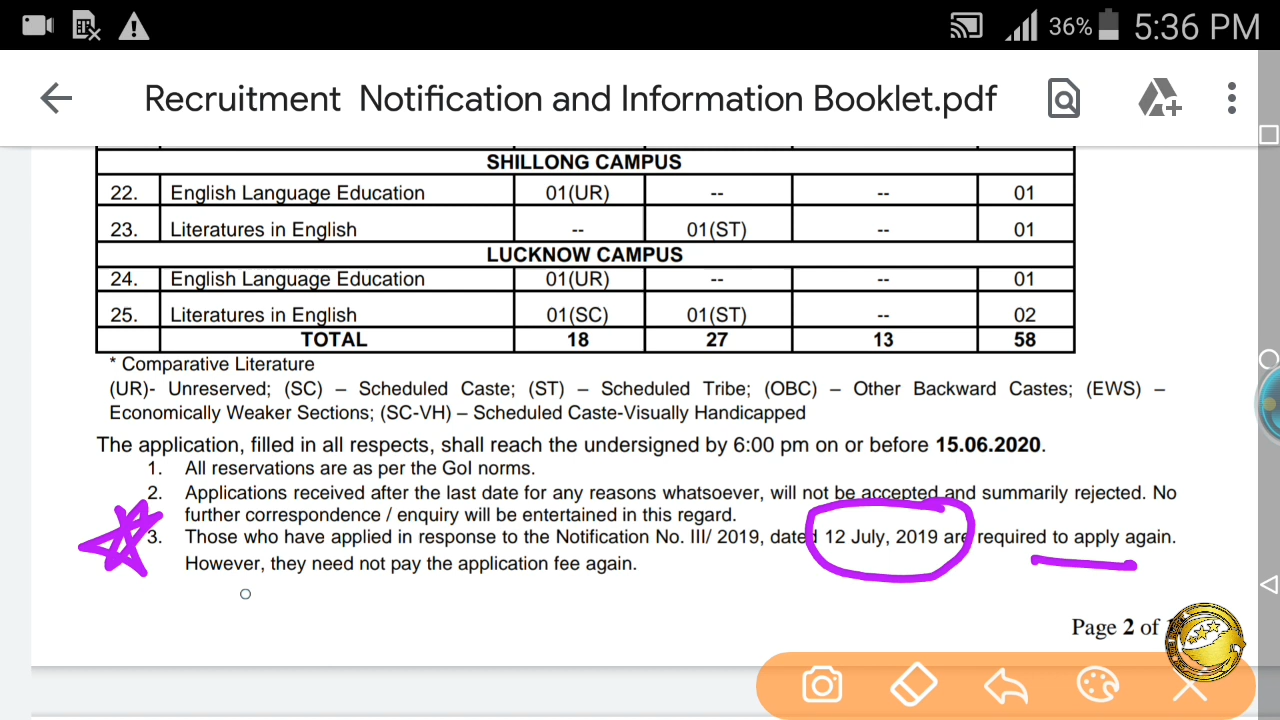 36% 5:36 PM
Recruitment Notification and Information Booklet.pdf
SHILLONG CAMPUS
22. English Language Education 01(UR) -- -- 01
23. Literatures in English -- 01(ST) -- 01
LUCKNOW CAMPUS
24. English Language Education 01(UR) -- -- 01
25. Literatures in English 01(SC) 01(ST) -- 02
TOTAL 18 27 13 58
* Comparative Literature
(UR)- Unreserved; (SC) – Scheduled Caste; (ST) – Scheduled Tribe; (OBC) – Other Backward Castes; (EWS) –
Economically Weaker Sections; (SC-VH) – Scheduled Caste-Visually Handicapped
The application, filled in all respects, shall reach the undersigned by 6:00 pm on or before 15.06.2020.
1. All reservations are as per the GoI norms.
2. Applications received after the last date for any reasons whatsoever, will not be accepted and summarily rejected. No
further correspondence / enquiry will be entertained in this regard.
3. Those who have applied in response to the Notification No. III/ 2019, dated 12 July, 2019 are required to apply again.
However, they need not pay the application fee again.
Page 2 of